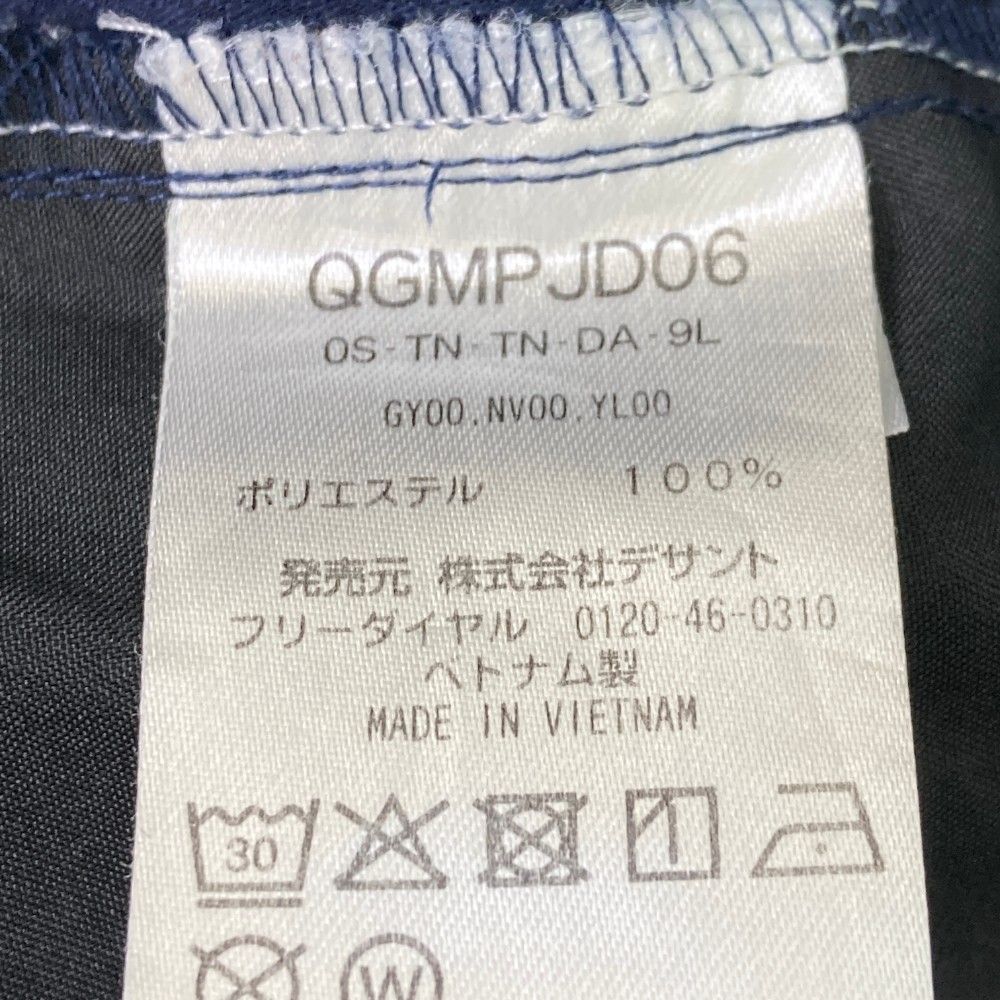 QGMPJD06
0S-TN-TN-DA-9L
GY00.NV00.YL00
ポリエステル 100%
発売元 株式会社デサント
フリーダイヤル 0120-46-0310
ベトナム製
MADE IN VIETNAM
30
W